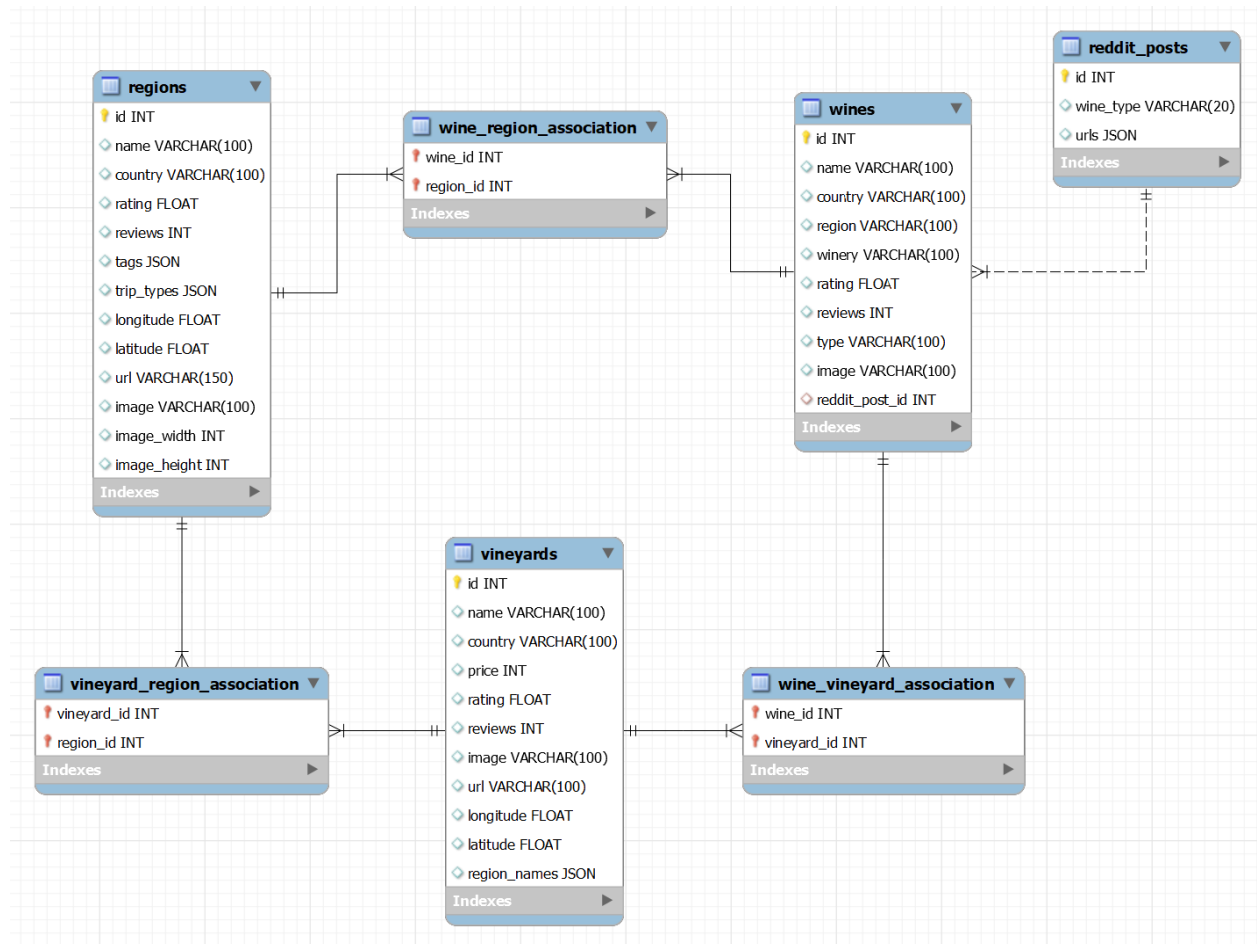 regions
id INT
name VARCHAR(100)
country VARCHAR(100)
rating FLOAT
reviews INT
tags JSON
trip_types JSON
longitude FLOAT
latitude FLOAT
url VARCHAR(150)
image VARCHAR(100)
image_width INT
image_height INT
Indexes
wine_region_association
wine_id INT
region_id INT
Indexes
wines
id INT
name VARCHAR(100)
country VARCHAR(100)
region VARCHAR(100)
winery VARCHAR(100)
rating FLOAT
reviews INT
type VARCHAR(100)
image VARCHAR(100)
reddit_post_id INT
Indexes
reddit_posts
id INT
wine_type VARCHAR(20)
urls JSON
Indexes
vineyards
id INT
name VARCHAR(100)
country VARCHAR(100)
price INT
rating FLOAT
reviews INT
image VARCHAR(100)
url VARCHAR(100)
longitude FLOAT
latitude FLOAT
region_names JSON
Indexes
vineyard_region_association
vineyard_id INT
region_id INT
Indexes
wine_vineyard_association
wine_id INT
vineyard_id INT
Indexes